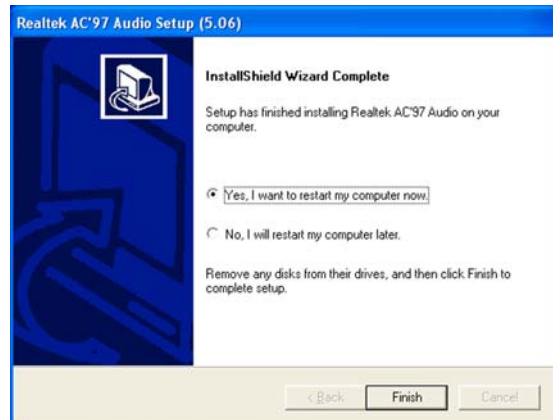 Realtek AC'97 Audio Setup (5.06)
InstallShield Wizard Complete
Setup has finished installing Realtek AC'97 Audio on your
computer.
Yes, I want to restart my computer now.
No, I will restart my computer later.
Remove any disks from their drives, and then click Finish to
complete setup.
< Back Finish Cancel